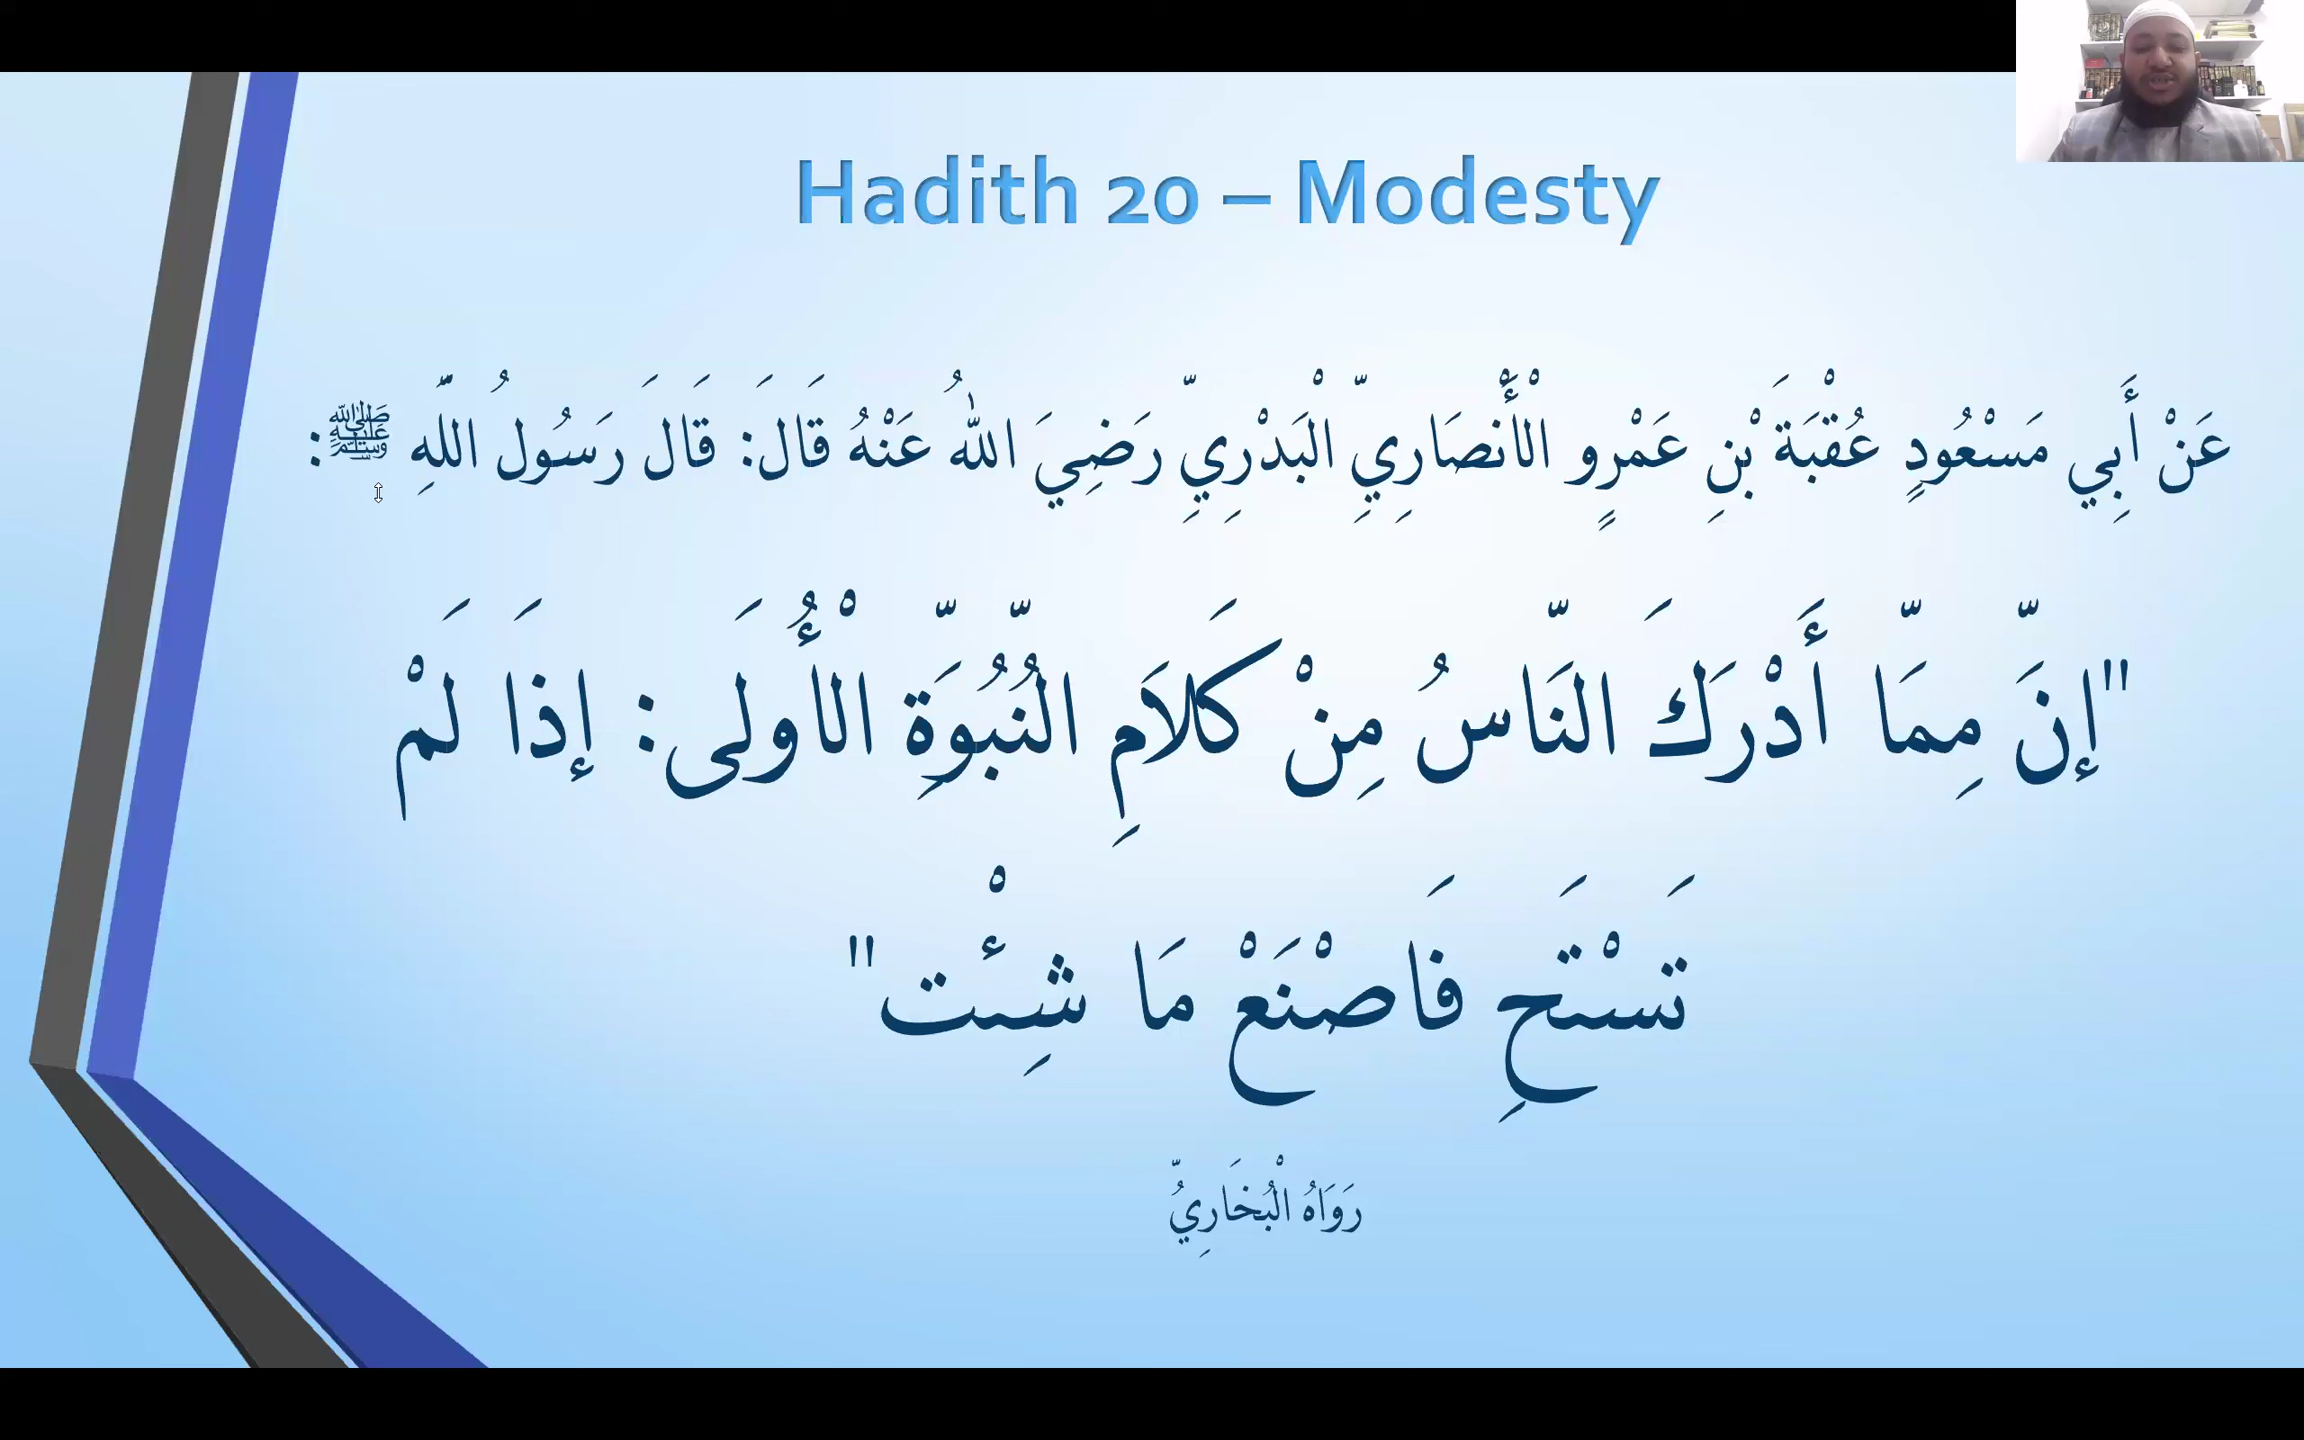 Hadith 20 – Modesty
عَنْ أَبِي مَسْعُودٍ عُقْبَةَ بْنِ عَمْرٍو الْأَنْصَارِيِّ الْبَدْرِيِّ رَضِيَ اللهُ عَنْهُ قَالَ: قَالَ رَسُولُ اللَّهِ ﷺ:
"إِنَّ مِمَّا أَدْرَكَ النَّاسُ مِنْ كَلَامِ النُّبُوَّةِ الْأُولَى: إِذَا لَمْ
تَسْتَحِ فَاصْنَعْ مَا شِئْت"
رَوَاهُ الْبُخَارِيُّ